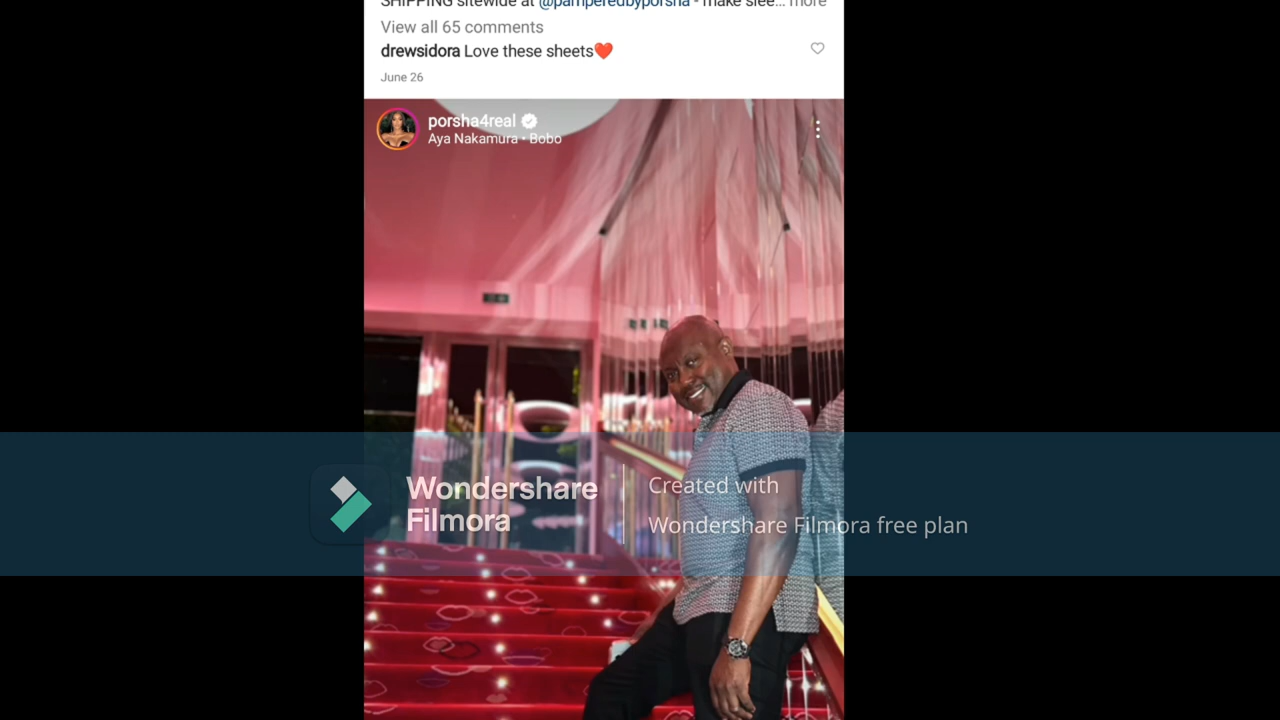 SHIPPING sitewide at @pamperedbyporsha - make slee... more
View all 65 comments
drewsidora Love these sheets❤️
June 26
porsha4real
Aya Nakamura • Bobo
Wondershare
Filmora
Created with
Wondershare Filmora free plan